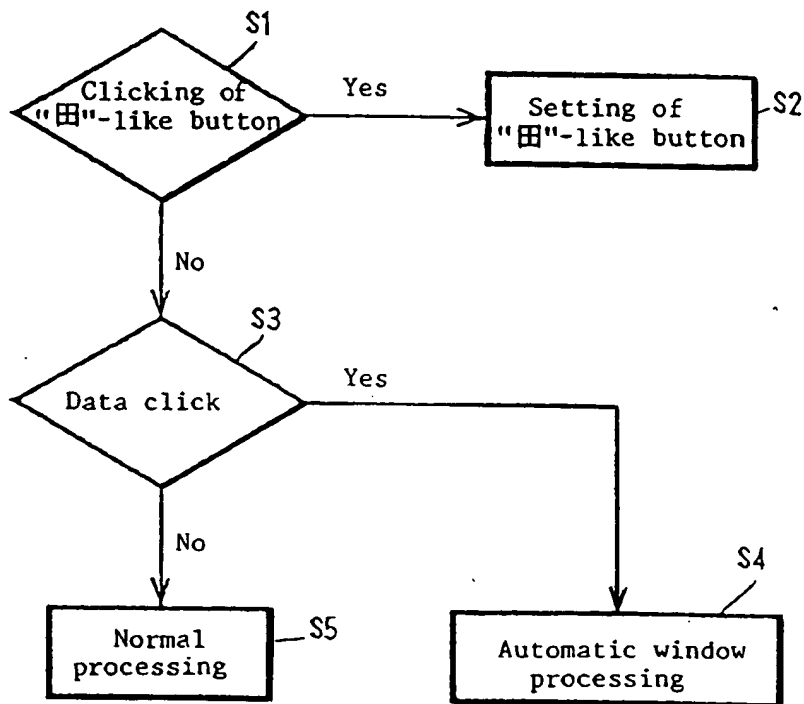 S1
Clicking of
"田"-like button
Yes
Setting of
"田"-like button
S2
No
S3
Data click
Yes
No
S4
Normal
processing
S5
Automatic window
processing